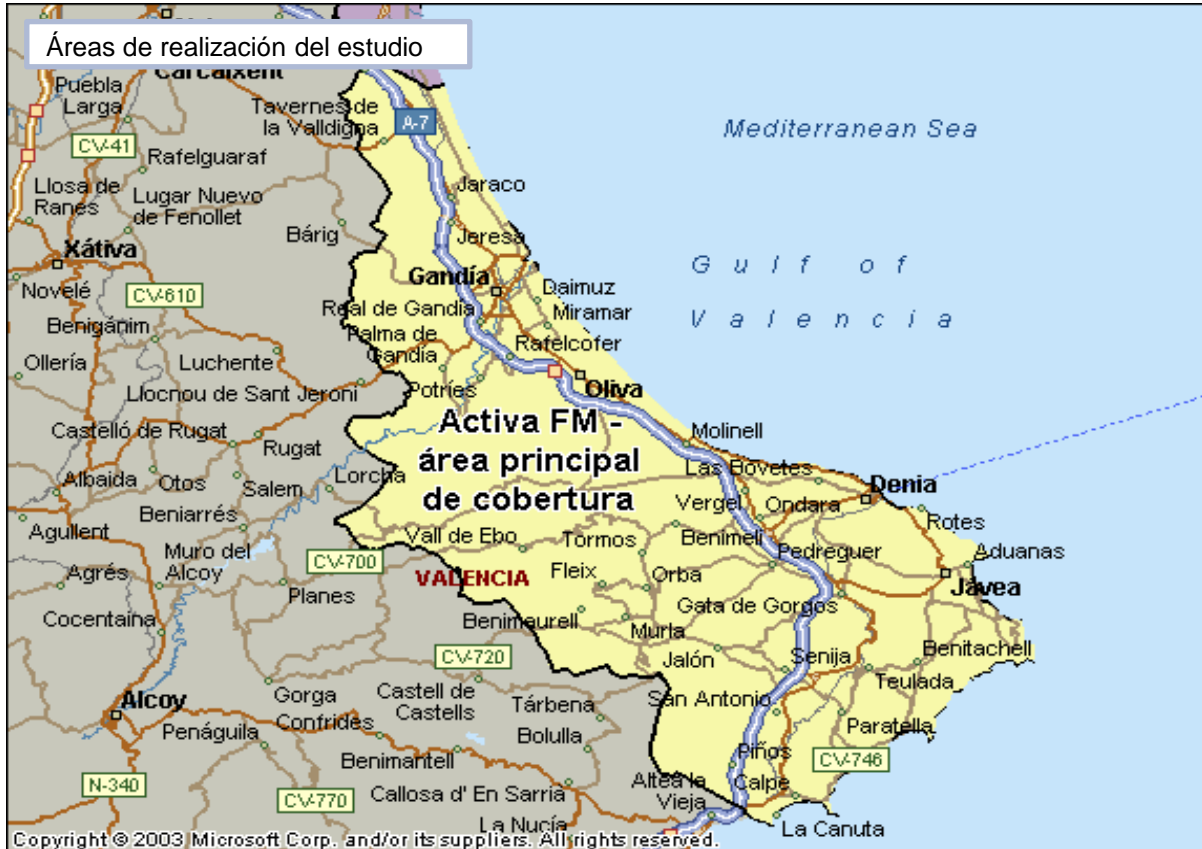 Áreas de realización del estudio
Carcaixent
Puebla
Larga
Tavernes de
la Valldigna
A-7
Mediterranean Sea
CV-41
Rafelguaraf
Llosa de
Ranes
Lugar Nuevo
de Fenollet
Jaraco
Bárig
Jeresa
Xátiva
Gulf of
Valencia
Gandía
Novelé
CV-610
Daimuz
Real de Gandia
Miramar
Benigánim
Palma de
Gandia
Rafelcofer
Ollería
Luchente
Llocnou de Sant Jeroni
Potríes
Oliva
Activa FM -
área principal
de cobertura
Castelló de Rugat
Rugat
Molinell
Albaida
Otos
Salem
Lorcha
Las Bovetes
Denia
Vergel
Ondara
Beniarrés
Agullent
Rotes
Vall de Ebo
Tormos
Benimeli
Pedreguer
Aduanas
Muro del
Alcoy
CV-700
VALENCIA
Fleix
Orba
Agrés
Planes
Jávea
Gata de Gorgos
Cocentaina
Benimaurell
Murla
Benitachell
CV-720
Jalón
Senija
Teulada
Alcoy
Gorga
Castell de
Castells
Tárbena
San Antonio
Penáguila
Confrides
Paratella
Bolulla
Benimantell
Piños
CV-746
N-340
CV-770
Callosa d' En Sarria
Altea la
Vieja
Calpe
La Nucía
La Canuta
Copyright © 2003 Microsoft Corp. and/or its suppliers. All rights reserved.